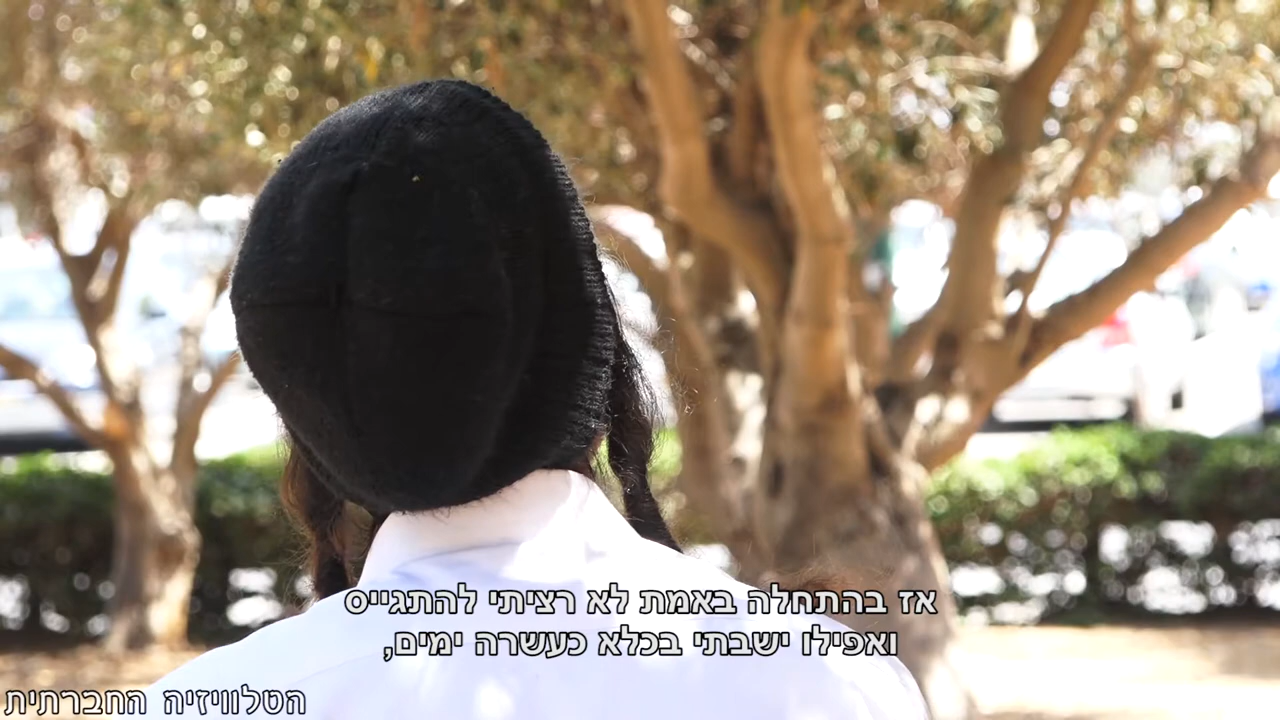 אז בהתחלה באמת לא רציתי להתגייס
ואפילו ישבתי בכלא כעשרה ימים,
הטלוויזיה החברתית